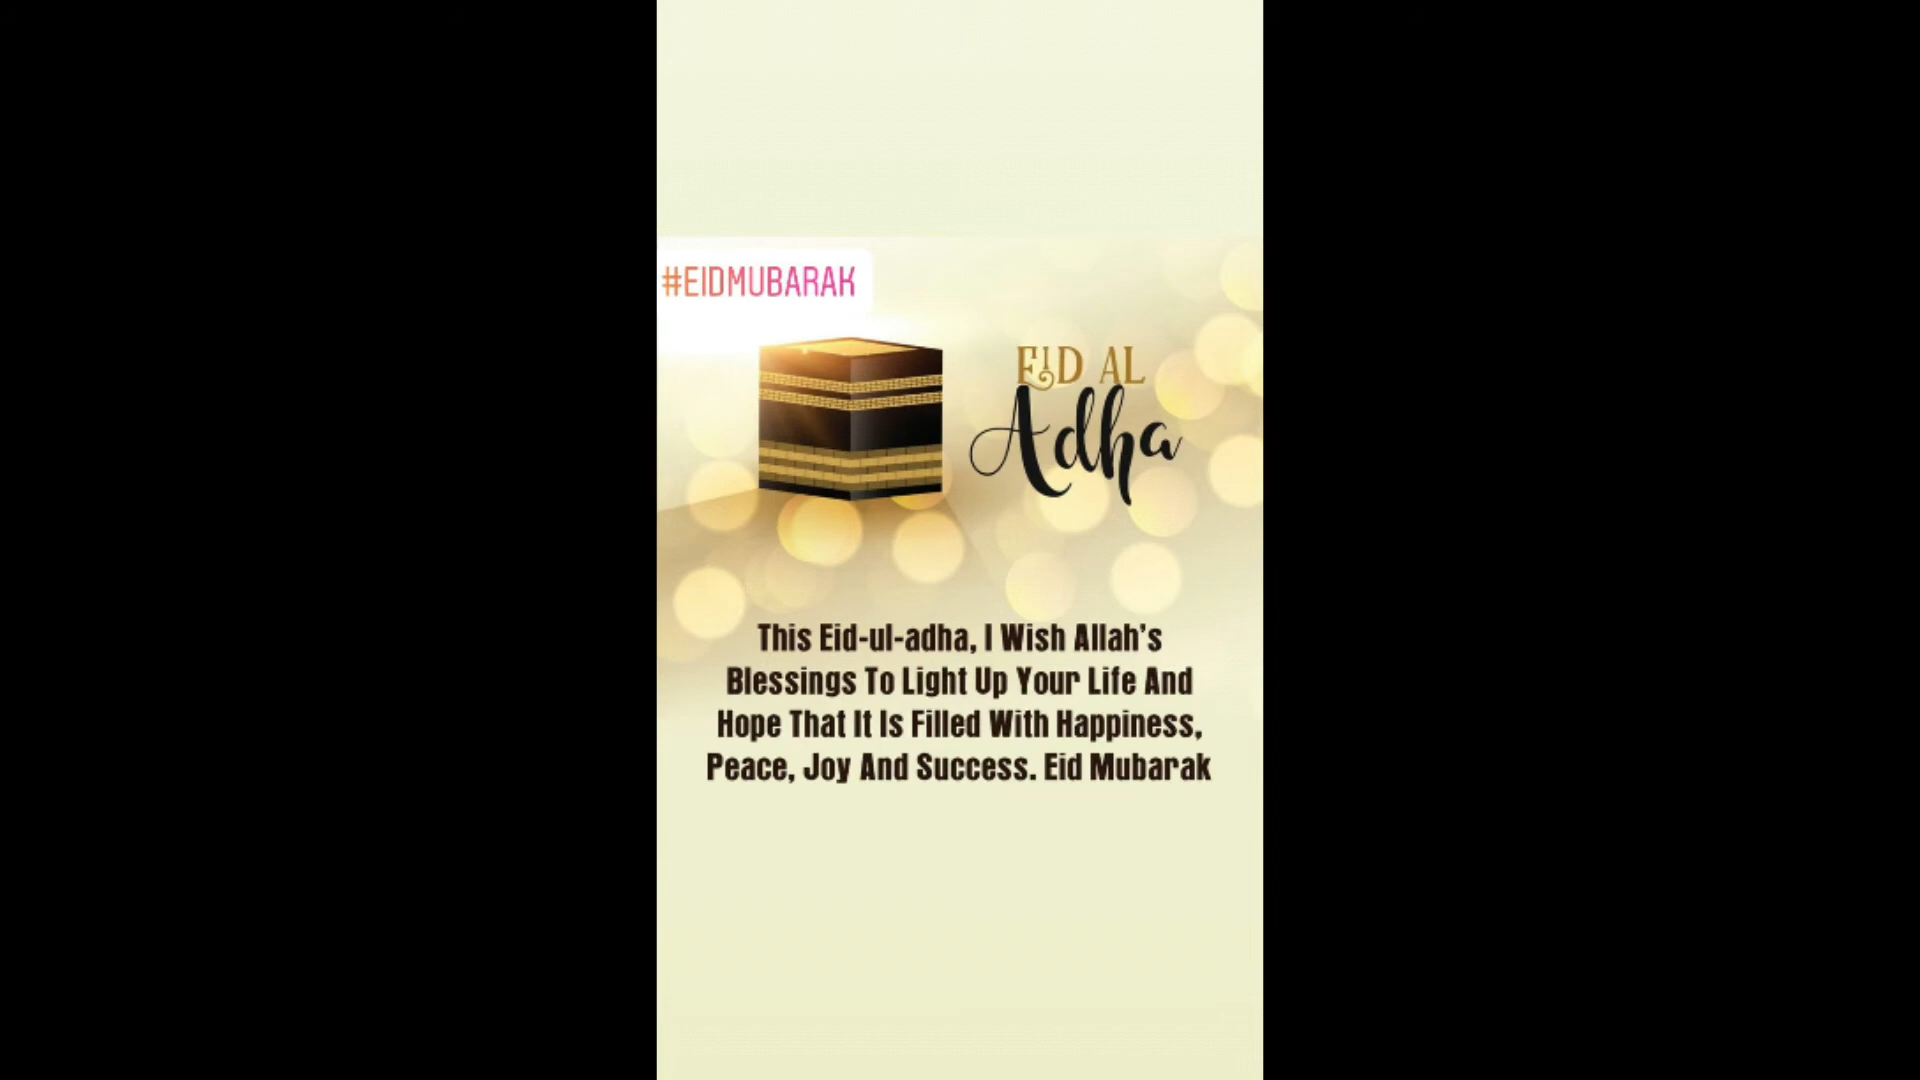 #EIDMUBARAK
EID AL
Adha
This Eid-ul-adha, I Wish Allah's
Blessings To Light Up Your Life And
Hope That It Is Filled With Happiness,
Peace, Joy And Success. Eid Mubarak